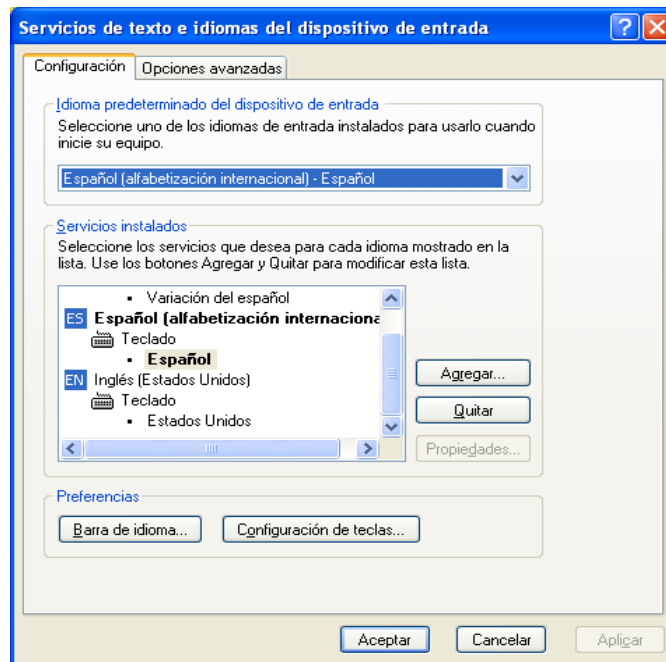 Servicios de texto e idiomas del dispositivo de entrada
Configuración
Opciones avanzadas
Idioma predeterminado del dispositivo de entrada
Seleccione uno de los idiomas de entrada instalados para usarlo cuando
inicie su equipo.
Español (alfabetización internacional) - Español
Servicios instalados
Seleccione los servicios que desea para cada idioma mostrado en la
lista. Use los botones Agregar y Quitar para modificar esta lista.
▪ Variación del español
ES Español (alfabetización internaciona
Teclado
▪ Español
EN Inglés (Estados Unidos)
Teclado
▪ Estados Unidos
Agregar...
Quitar
Propiedades...
Preferencias
Barra de idioma...
Configuración de teclas...
Aceptar
Cancelar
Aplicar